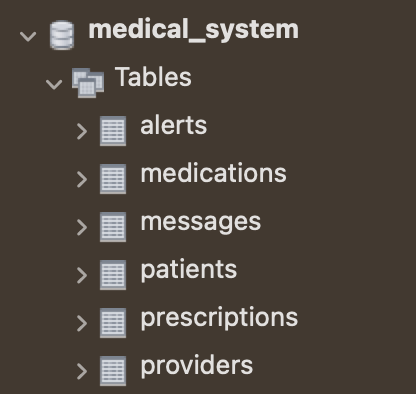 medical_system
Tables
alerts
medications
messages
patients
prescriptions
providers